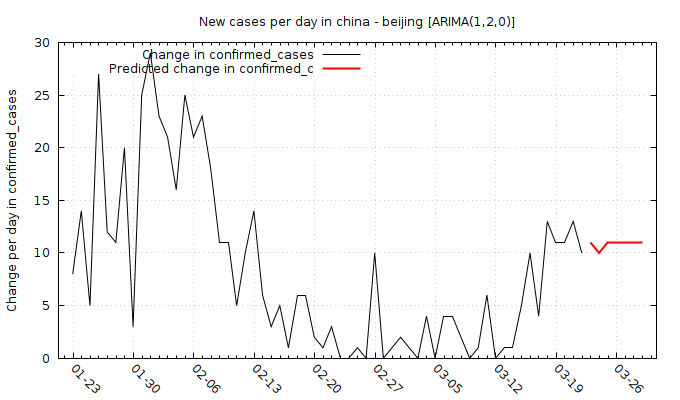 New cases per day in china - beijing [ARIMA(1,2,0)]
Change in confirmed_cases
Predicted change in confirmed_c
Change per day in confirmed_cases
30
25
20
15
10
5
0
01-23 01-30 02-06 02-13 02-20 02-27 03-05 03-12 03-19 03-26